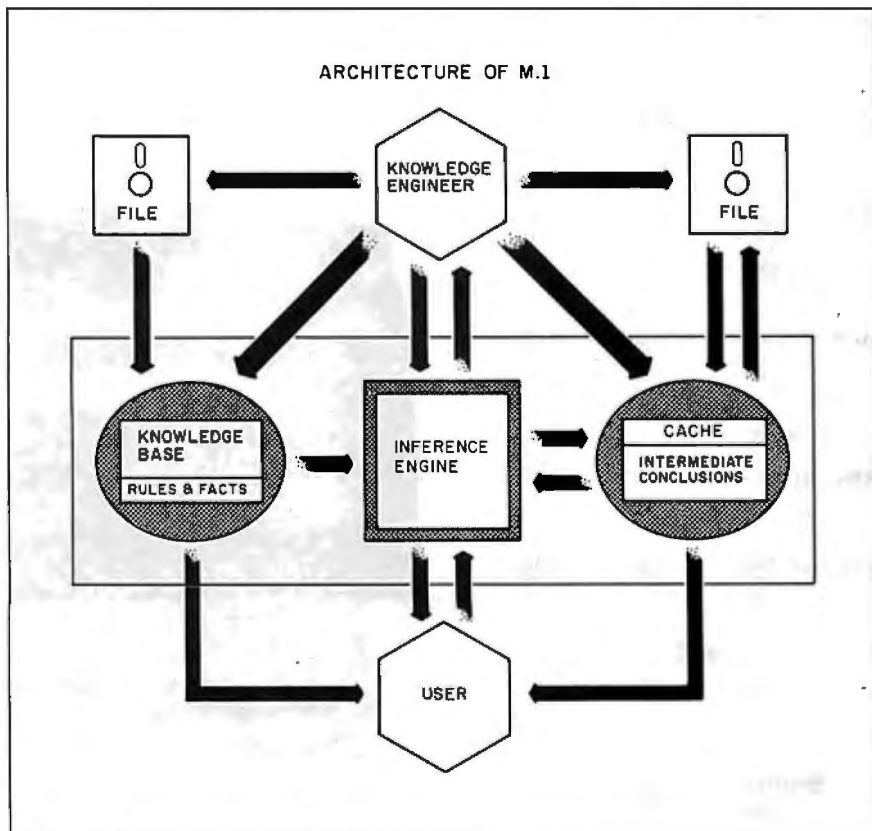 ARCHITECTURE OF M.1
KNOWLEDGE
ENGINEER
FILE
FILE
KNOWLEDGE
BASE
RULES & FACTS
INFERENCE
ENGINE
CACHE
INTERMEDIATE
CONCLUSIONS
USER